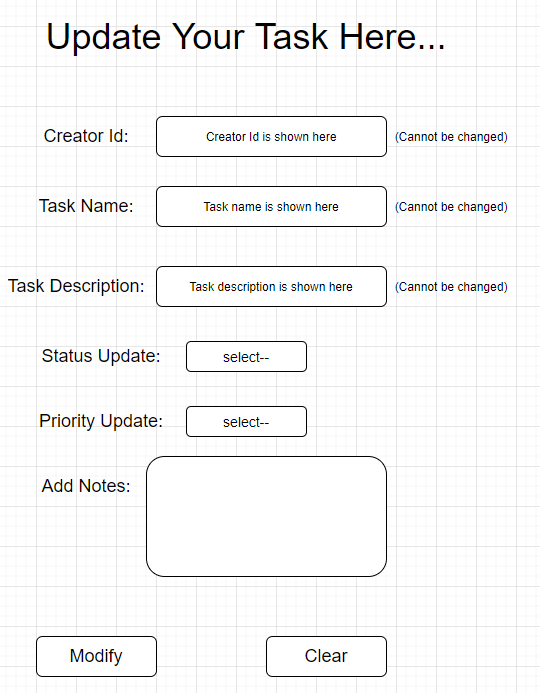 Update Your Task Here...
Creator Id: Creator Id is shown here (Cannot be changed)
Task Name: Task name is shown here (Cannot be changed)
Task Description: Task description is shown here (Cannot be changed)
Status Update: select--
Priority Update: select--
Add Notes:
Modify Clear